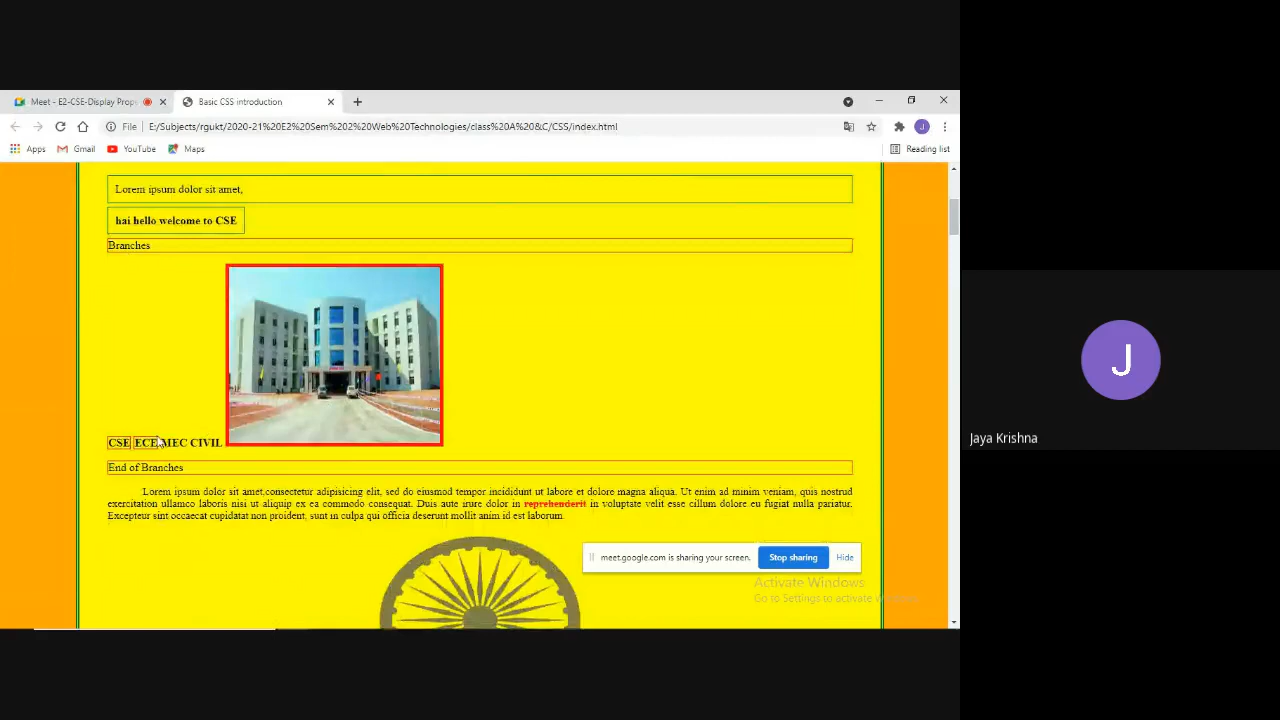 Meet - E2-CSE-Display Prop
Basic CSS introduction
File
E:/Subjects/rgukt/2020-21%20E2%20Sem%202%20Web%20Technologies/class%20A%20&C/CSS/index.html
J
Apps
Gmail
YouTube
Maps
Reading list
Lorem ipsum dolor sit amet,
hai hello welcome to CSE
Branches
CSE ECE MEC CIVIL
End of Branches
Lorem ipsum dolor sit amet,consectetur adipisicing elit, sed do eiusmod tempor incididunt ut labore et dolore magna aliqua. Ut enim ad minim veniam, quis nostrud
exercitation ullamco laboris nisi ut aliquip ex ea commodo consequat. Duis aute irure dolor in reprehenderit in voluptate velit esse cillum dolore eu fugiat nulla pariatur.
Excepteur sint occaecat cupidatat non proident, sunt in culpa qui officia deserunt mollit anim id est laborum.
meet.google.com is sharing your screen.
Stop sharing
Hide
Activate Windows
Go to Settings to activate Windows.
J
Jaya Krishna